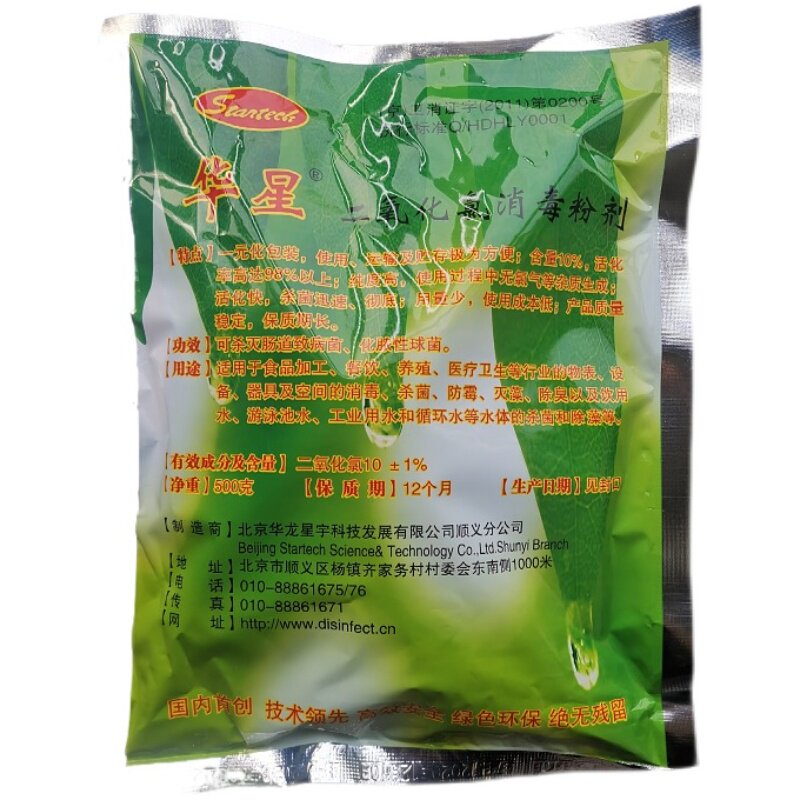 Startech
消证字(2011)第0200号
标准Q/HDHLY0001
华星®
二氧化氯消毒粉剂
【特点】一元化包装，使用、运输及贮存极为方便；含量10%，活化
率高达98%以上；纯度高，使用过程中无氯气等杂质生成；
活化快，杀菌迅速、彻底；用量少，使用成本低；产品质量
稳定，保质期长。
【功效】可杀灭肠道致病菌、化脓性球菌。
【用途】适用于食品加工、餐饮、养殖、医疗卫生等行业的物表、设
备、器具及空间的消毒、杀菌、防霉、灭藻、除臭以及饮用
水、游泳池水、工业用水和循环水等水体的杀菌和除藻等。
【有效成分及含量】二氧化氯10 ±1%
【净重】500克 【保质期】12个月 【生产日期】见封口
【制造商】北京华龙星宇科技发展有限公司顺义分公司
Beijing Startech Science& Technology Co.,Ltd.Shunyi Branch
【地址】北京市顺义区杨镇齐家务村村委会东南侧1000米
【电话】010-88861675/76
【传真】010-88861671
【网址】http://www.disinfect.cn
国内首创 技术领先 高效安全 绿色环保 绝无残留